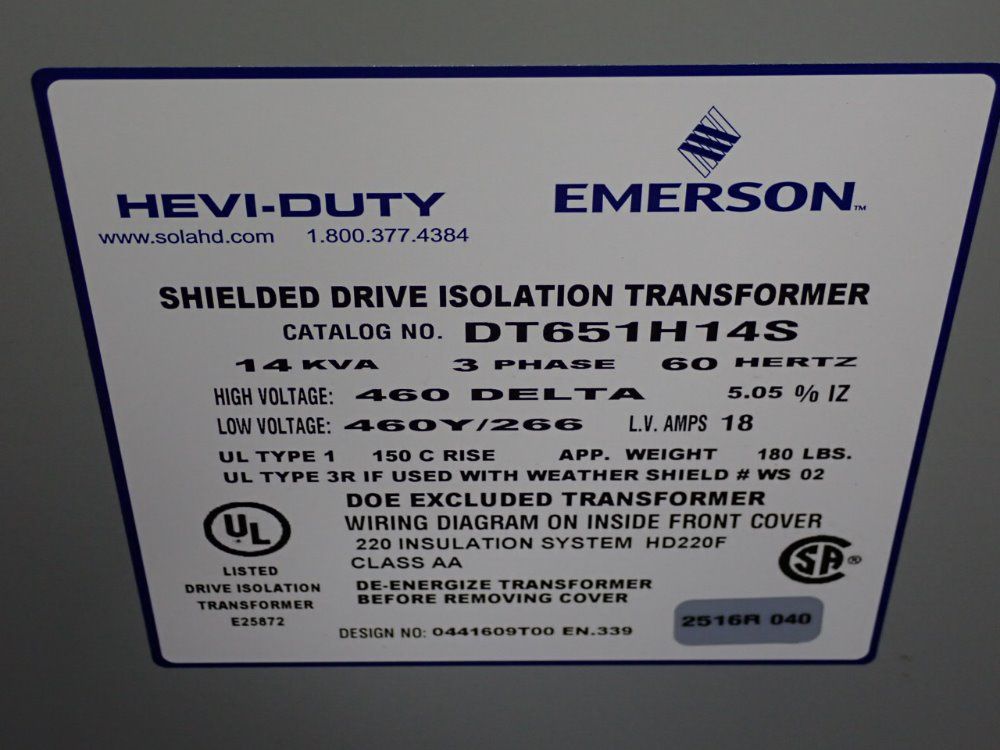 HEVI-DUTY
EMERSON™
www.solahd.com 1.800.377.4384
SHIELDED DRIVE ISOLATION TRANSFORMER
CATALOG NO. DT651H14S
14 KVA 3 PHASE 60 HERTZ
HIGH VOLTAGE: 460 DELTA 5.05 % IZ
LOW VOLTAGE: 460Y/266 L.V. AMPS 18
UL TYPE 1 150 C RISE APP. WEIGHT 180 LBS.
UL TYPE 3R IF USED WITH WEATHER SHIELD # WS 02
DOE EXCLUDED TRANSFORMER
WIRING DIAGRAM ON INSIDE FRONT COVER
220 INSULATION SYSTEM HD220F
CLASS AA
DE-ENERGIZE TRANSFORMER
BEFORE REMOVING COVER
UL
LISTED
DRIVE ISOLATION
TRANSFORMER
E25872
SA®
DESIGN NO: 0441609T00 EN.339
2516R 040